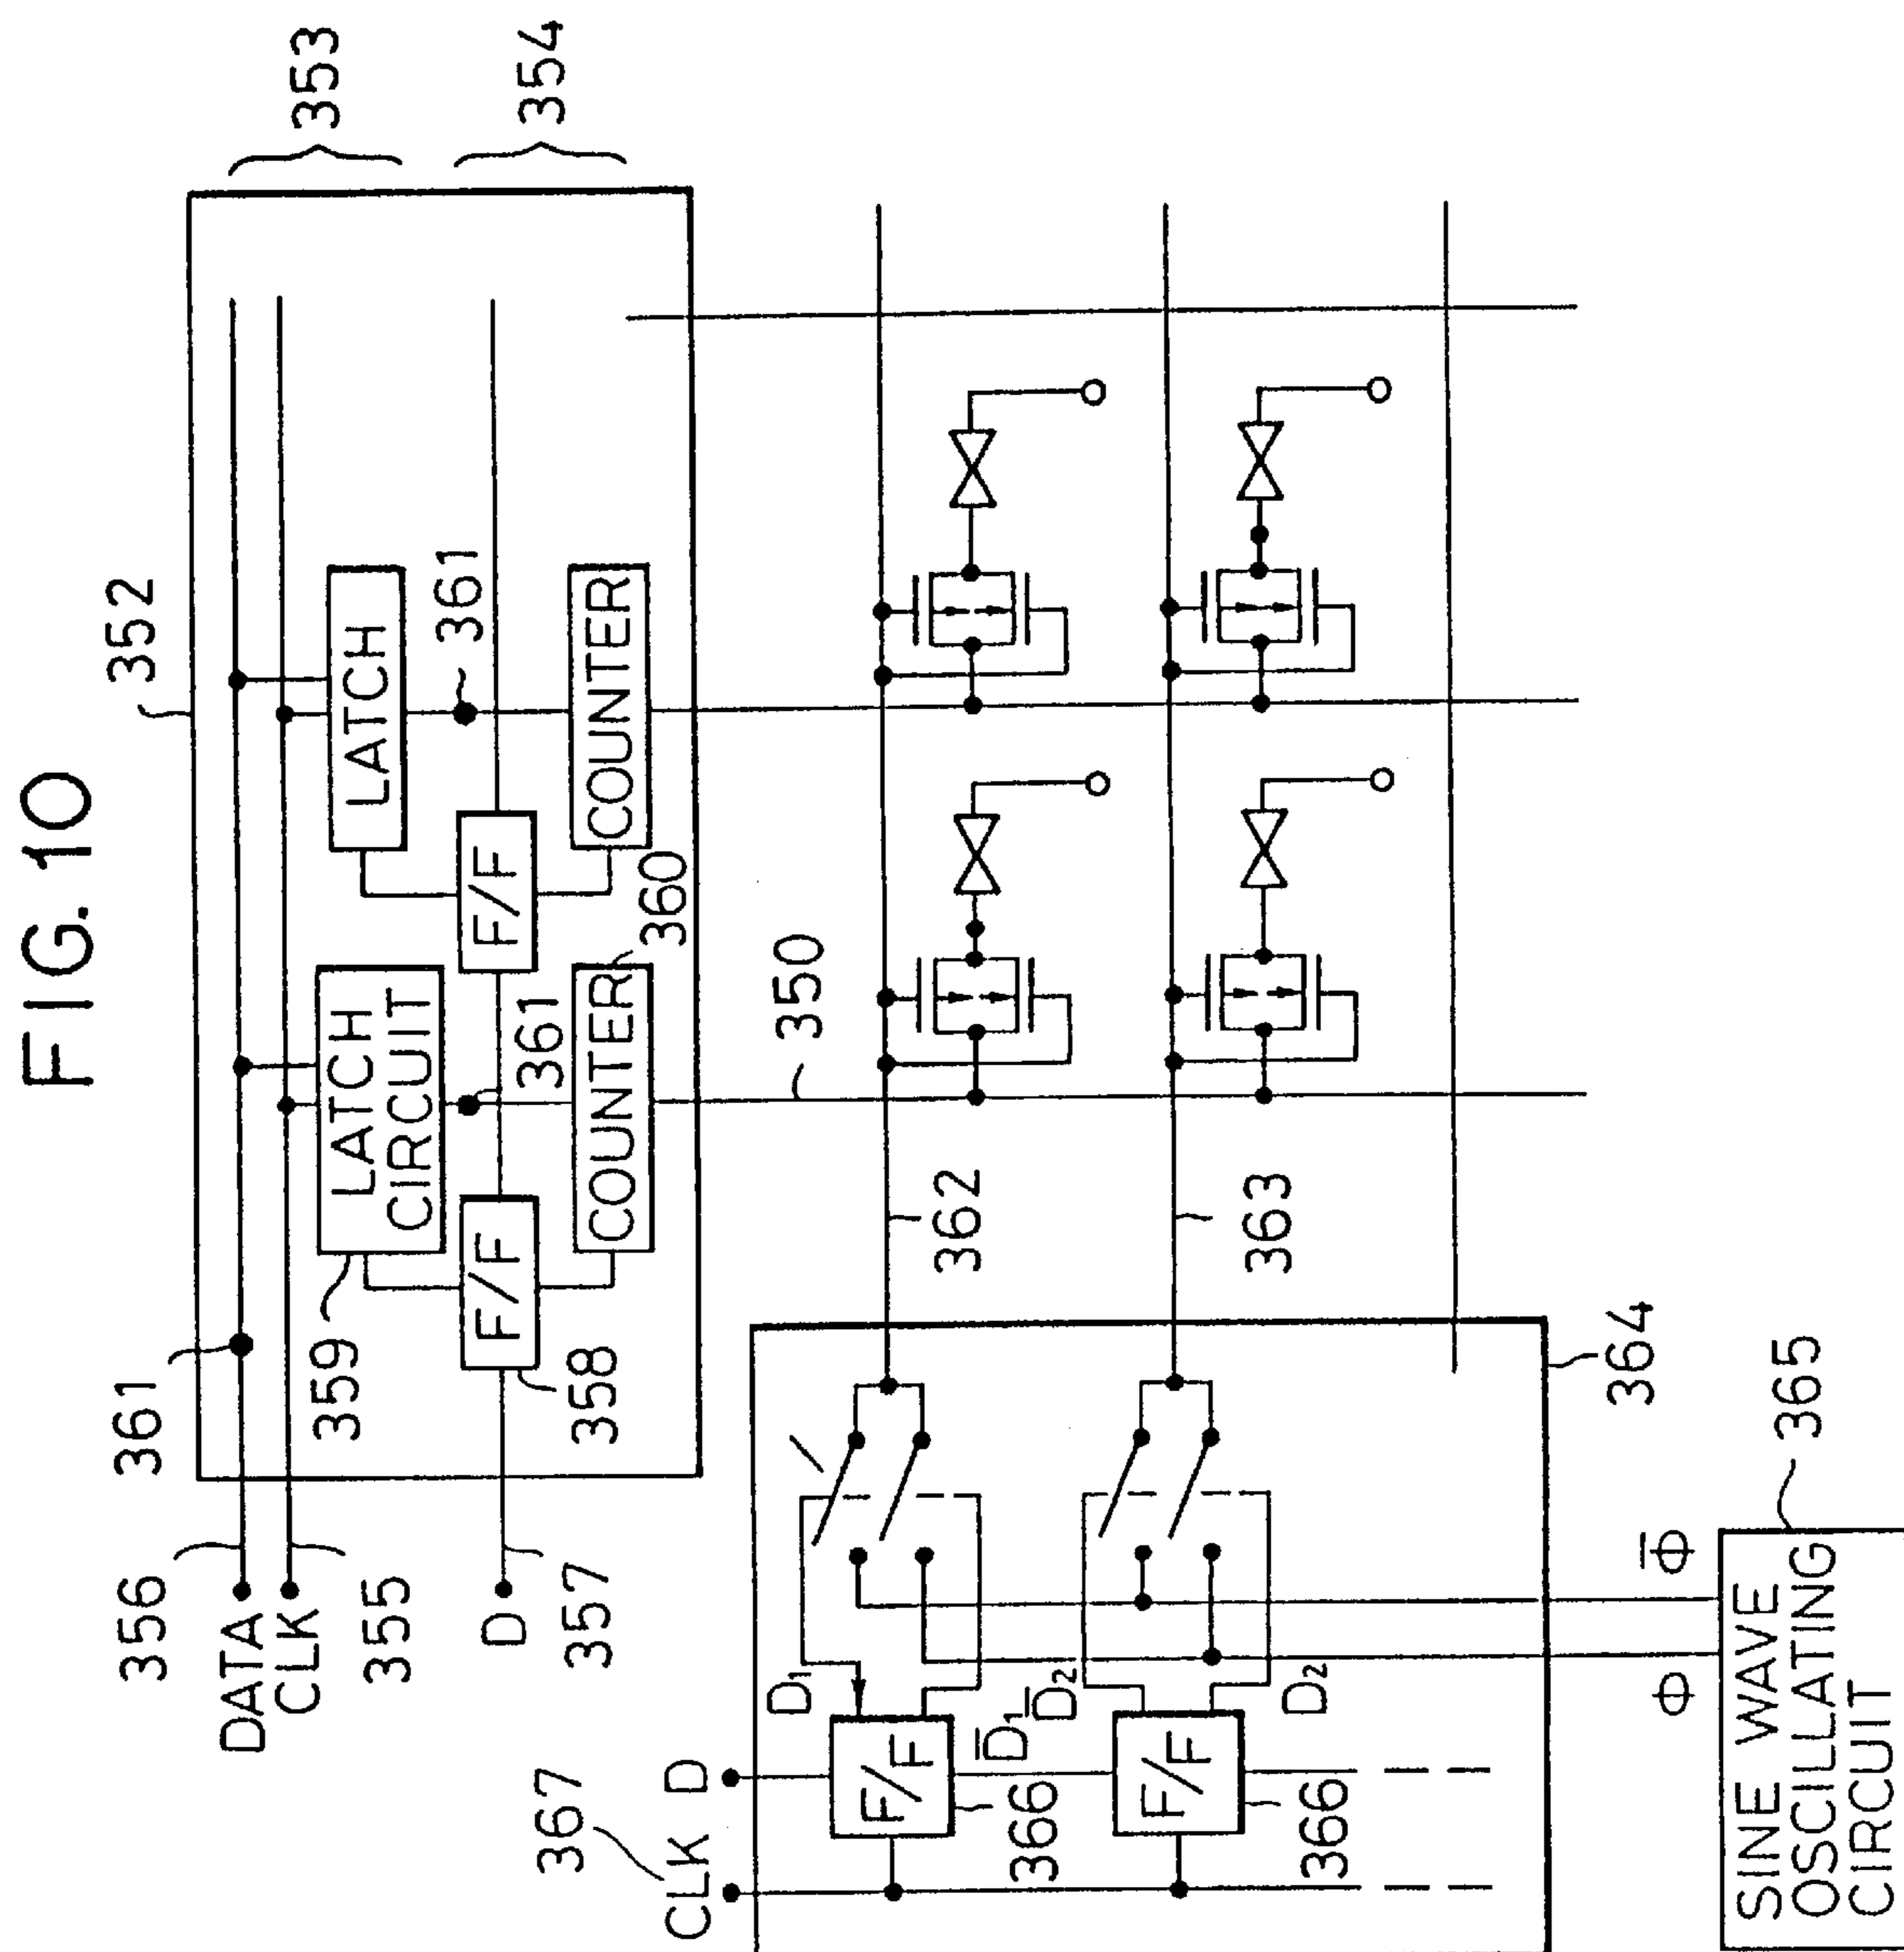 FIG. 10
352
353
354
361
356
DATA
CLK
355
D
357
359
LATCH
CIRCUIT
LATCH
361
361
F/F
F/F
358
COUNTER
COUNTER
360
350
362
363
367
CLK
D
D₁
F/F
D̅₁
366
D̅₂
F/F
D₂
366
364
Φ
Φ̅
365
SINE WAVE
OSCILLATING
CIRCUIT